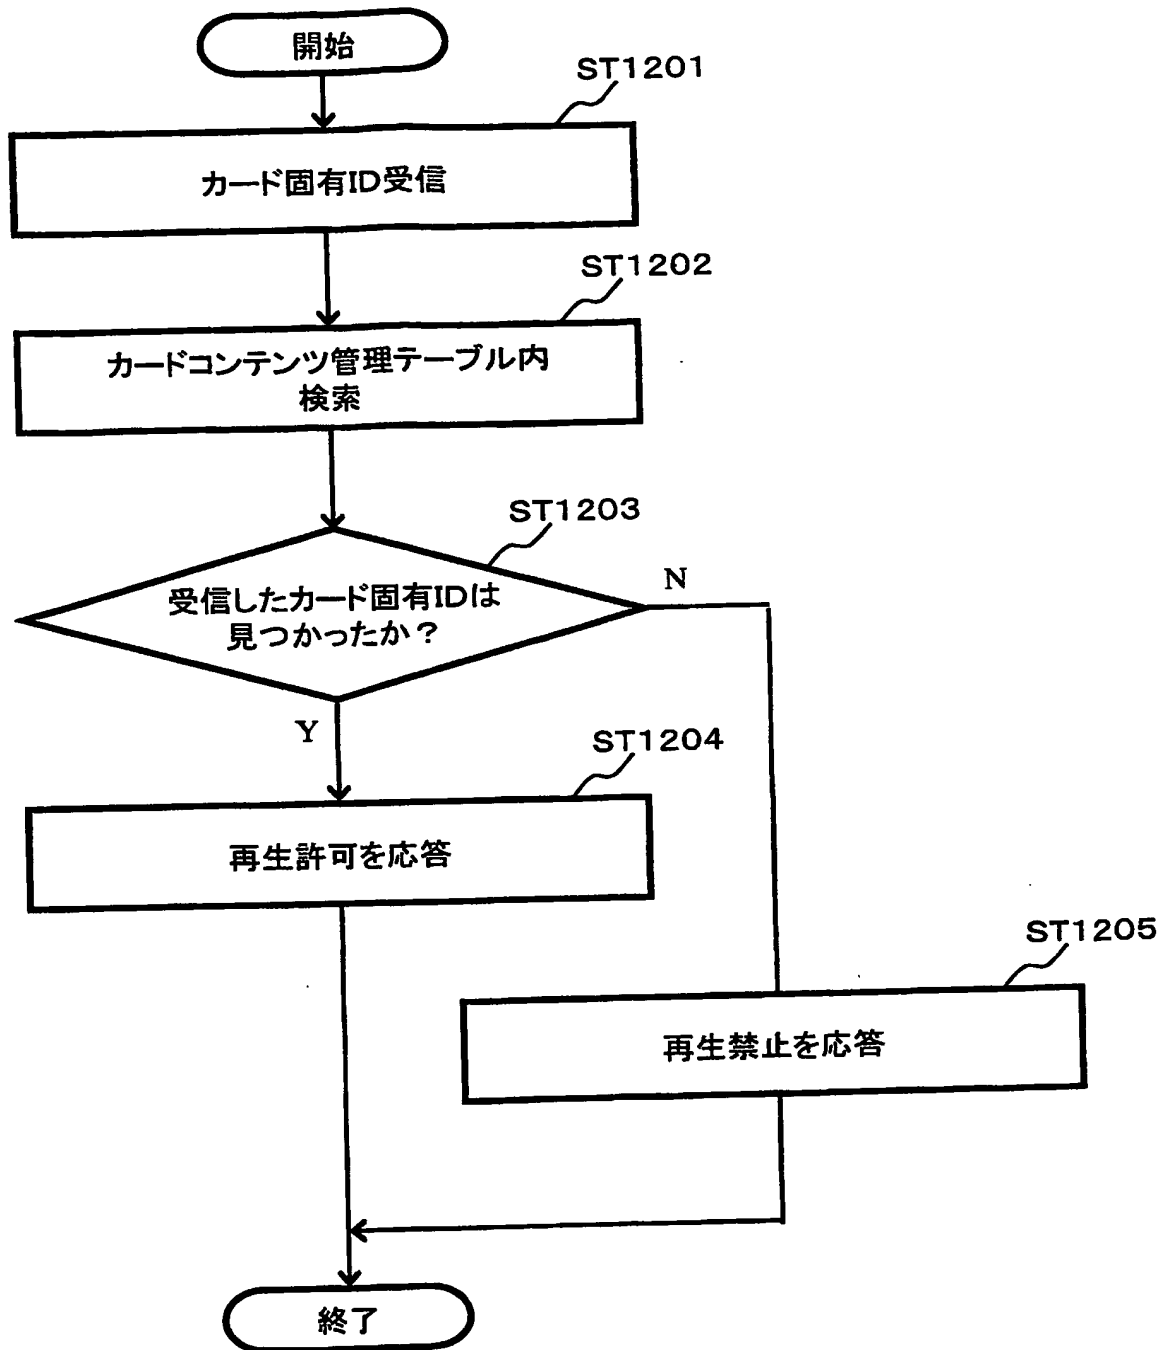 開始
ST1201
カード固有ID受信
ST1202
カードコンテンツ管理テーブル内
検索
ST1203
受信したカード固有IDは
見つかったか？
N
Y
ST1204
再生許可を応答
ST1205
再生禁止を応答
終了